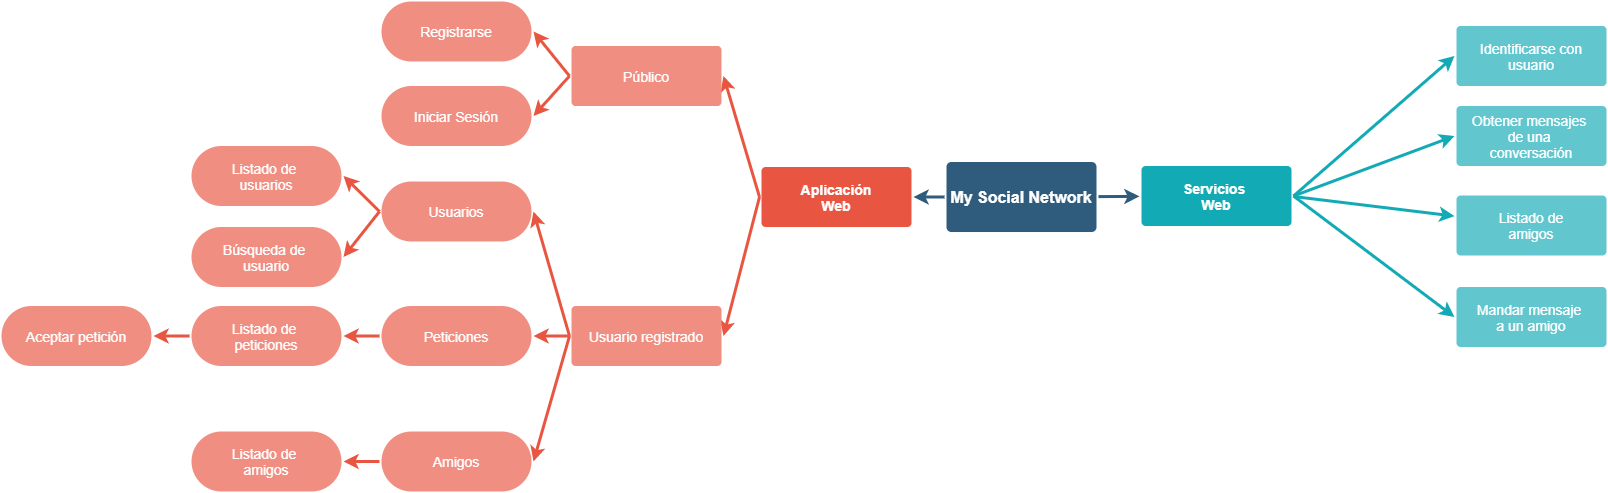 Registrarse
Público
Iniciar Sesión
Listado de
usuarios
Usuarios
Búsqueda de
usuario
Aceptar petición
Listado de
peticiones
Peticiones
Usuario registrado
Listado de
amigos
Amigos
Aplicación
Web
My Social Network
Servicios
Web
Identificarse con
usuario
Obtener mensajes
de una
conversación
Listado de
amigos
Mandar mensaje
a un amigo